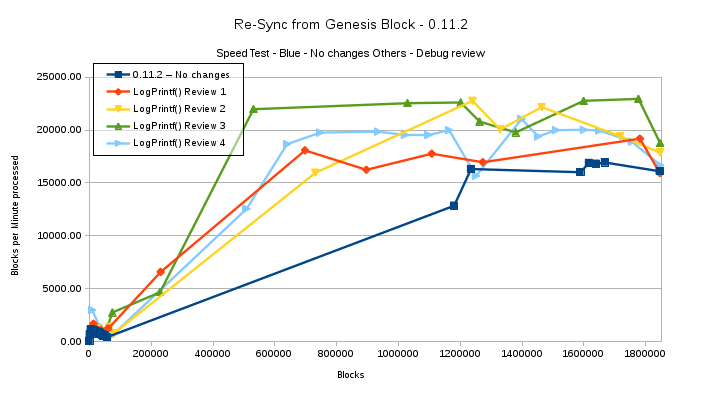 Re-Sync from Genesis Block - 0.11.2
Speed Test - Blue - No changes Others - Debug review
0.11.2 – No changes
LogPrintf() Review 1
LogPrintf() Review 2
LogPrintf() Review 3
LogPrintf() Review 4
Blocks per Minute processed
25000.00
20000.00
15000.00
10000.00
5000.00
0.00
0 200000 400000 600000 800000 1000000 1200000 1400000 1600000 1800000
Blocks